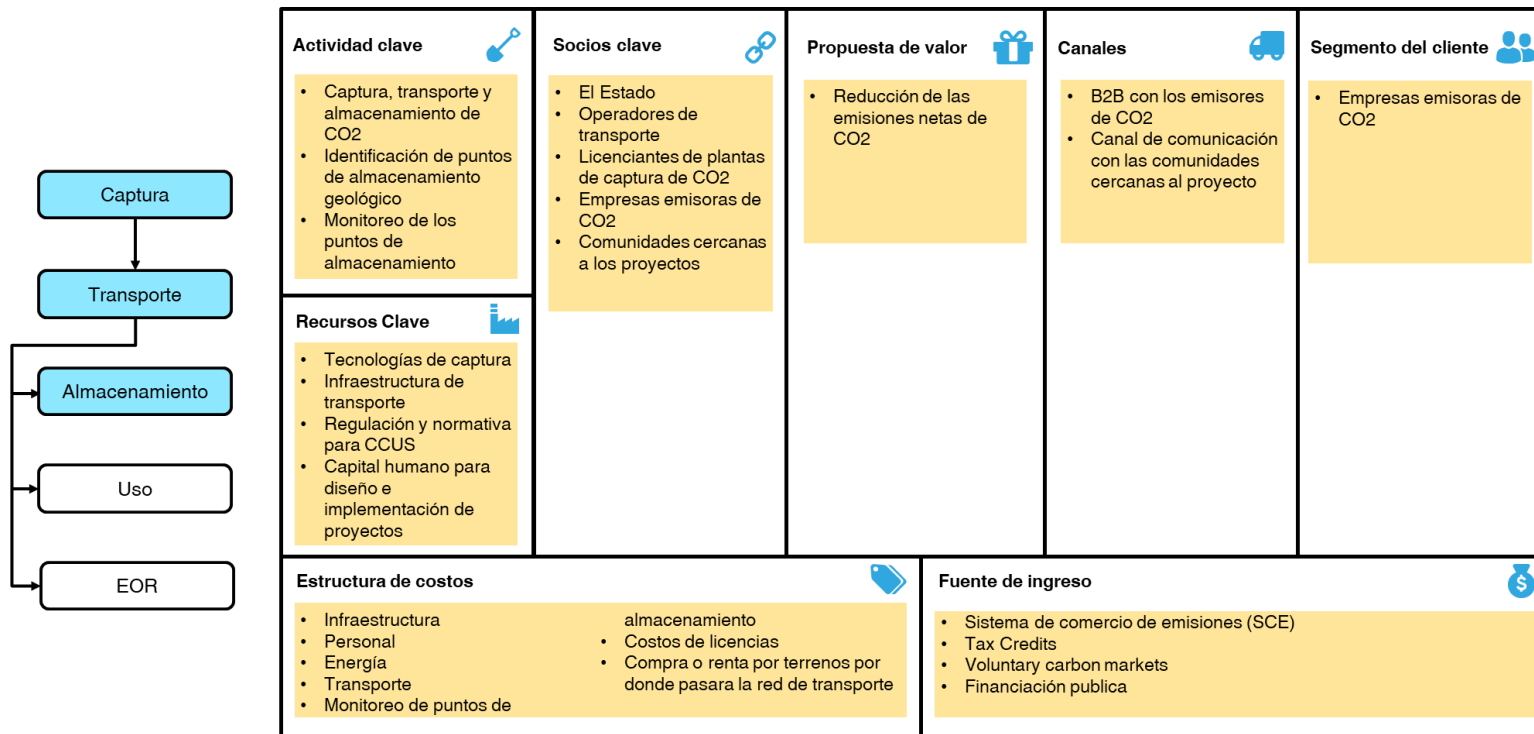 Captura
Transporte
Almacenamiento
Uso
EOR
Actividad clave
• Captura, transporte y
almacenamiento de
CO2
• Identificación de puntos
de almacenamiento
geológico
• Monitoreo de los
puntos de
almacenamiento
Recursos Clave
• Tecnologías de captura
• Infraestructura de
transporte
• Regulación y normativa
para CCUS
• Capital humano para
diseño e
implementación de
proyectos
Socios clave
• El Estado
• Operadores de
transporte
• Licenciantes de plantas
de captura de CO2
• Empresas emisoras de
CO2
• Comunidades cercanas
a los proyectos
Propuesta de valor
• Reducción de las
emisiones netas de
CO2
Canales
• B2B con los emisores
de CO2
• Canal de comunicación
con las comunidades
cercanas al proyecto
Segmento del cliente
• Empresas emisoras de
CO2
Estructura de costos
• Infraestructura
• Personal
• Energía
• Transporte
• Monitoreo de puntos de
almacenamiento
• Costos de licencias
• Compra o renta por terrenos por
donde pasara la red de transporte
Fuente de ingreso
$
• Sistema de comercio de emisiones (SCE)
• Tax Credits
• Voluntary carbon markets
• Financiación publica